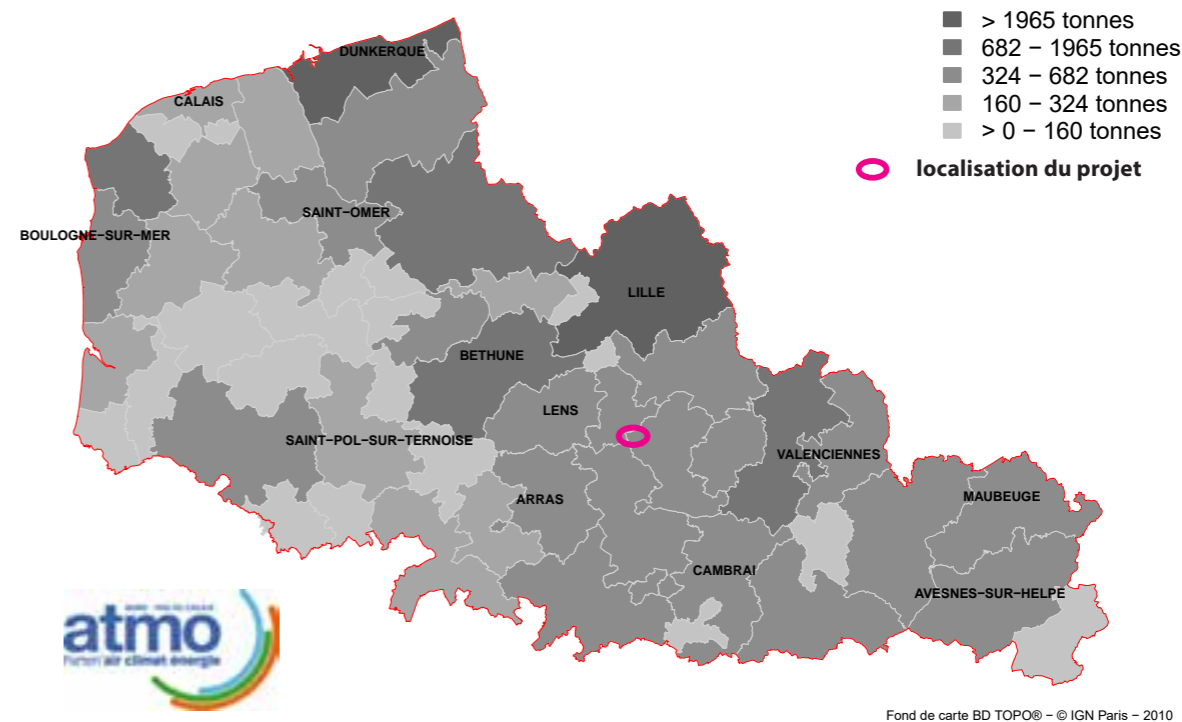 > 1965 tonnes
682 − 1965 tonnes
324 − 682 tonnes
160 − 324 tonnes
> 0 − 160 tonnes
localisation du projet
DUNKERQUE
CALAIS
SAINT−OMER
BOULOGNE−SUR−MER
LILLE
BETHUNE
LENS
SAINT−POL−SUR−TERNOISE
VALENCIENNES
ARRAS
MAUBEUGE
CAMBRAI
AVESNES−SUR−HELPE
atmo
air climat énergie
Fond de carte BD TOPO® − © IGN Paris − 2010